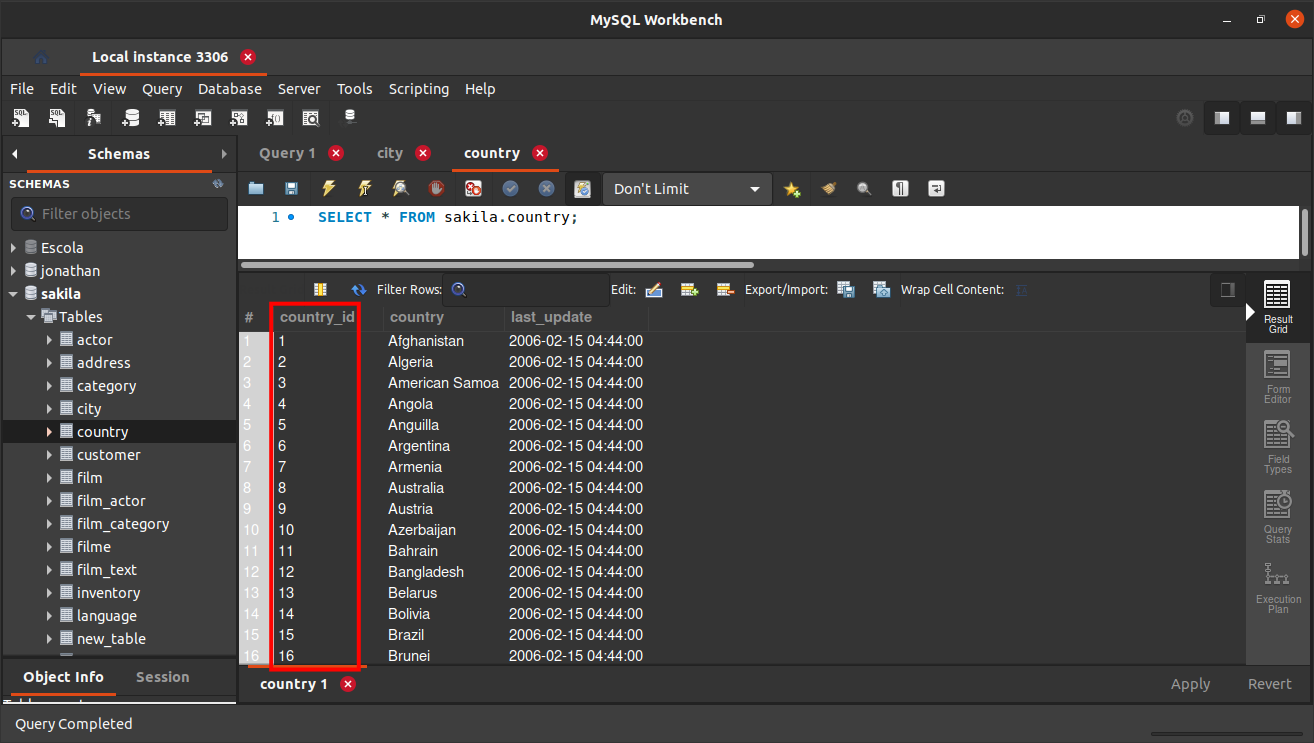 MySQL Workbench
Local instance 3306
File Edit View Query Database Server Tools Scripting Help
Schemas
SCHEMAS
Filter objects
Escola
jonathan
sakila
Tables
actor
address
category
city
country
customer
film
film_actor
film_category
filme
film_text
inventory
language
new_table
Object Info Session
Query 1 city country
Don't Limit
1 SELECT * FROM sakila.country;
Filter Rows: Edit: Export/Import: Wrap Cell Content:
# country_id country last_update
1 1 Afghanistan 2006-02-15 04:44:00
2 2 Algeria 2006-02-15 04:44:00
3 3 American Samoa 2006-02-15 04:44:00
4 4 Angola 2006-02-15 04:44:00
5 5 Anguilla 2006-02-15 04:44:00
6 6 Argentina 2006-02-15 04:44:00
7 7 Armenia 2006-02-15 04:44:00
8 8 Australia 2006-02-15 04:44:00
9 9 Austria 2006-02-15 04:44:00
10 10 Azerbaijan 2006-02-15 04:44:00
11 11 Bahrain 2006-02-15 04:44:00
12 12 Bangladesh 2006-02-15 04:44:00
13 13 Belarus 2006-02-15 04:44:00
14 14 Bolivia 2006-02-15 04:44:00
15 15 Brazil 2006-02-15 04:44:00
16 16 Brunei 2006-02-15 04:44:00
Result
Grid
Form
Editor
Field
Types
Query
Stats
Execution
Plan
country 1
Apply Revert
Query Completed